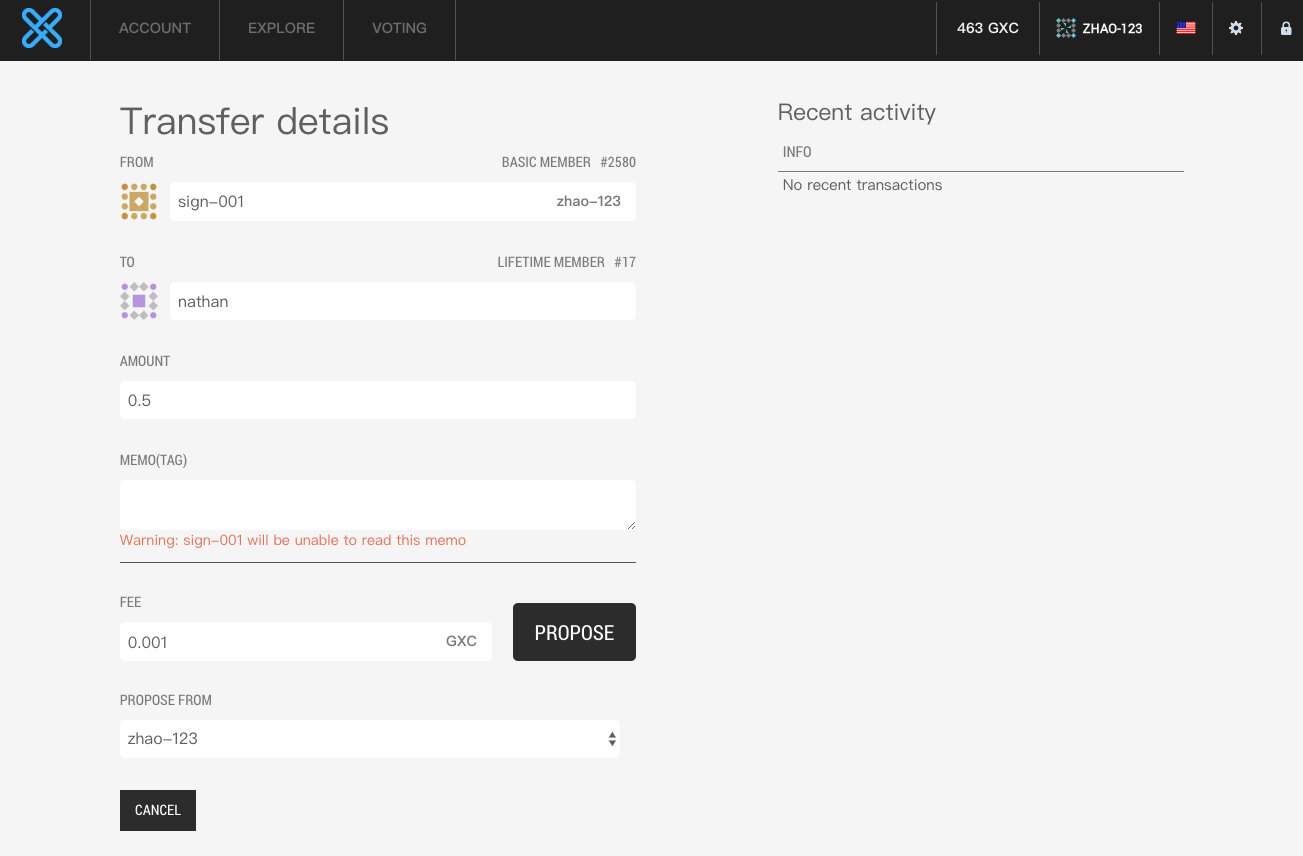 ACCOUNT EXPLORE VOTING 463 GXC ZHAO-123
Transfer details
FROM BASIC MEMBER #2580
sign-001 zhao-123
TO LIFETIME MEMBER #17
nathan
AMOUNT
0.5
MEMO(TAG)
Warning: sign-001 will be unable to read this memo
FEE
0.001 GXC
PROPOSE
PROPOSE FROM
zhao-123
CANCEL
Recent activity
INFO
No recent transactions